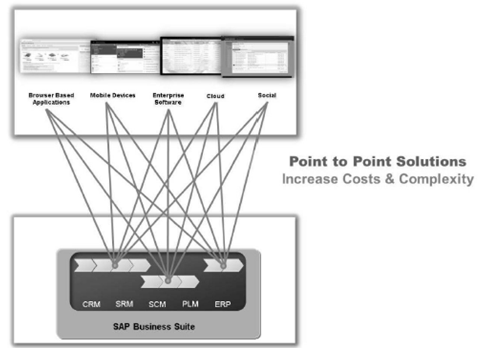 Browser Based
Applications
Mobile Devices
Enterprise
Software
Cloud
Social
Point to Point Solutions
Increase Costs & Complexity
CRM
SRM
SCM
PLM
ERP
SAP Business Suite